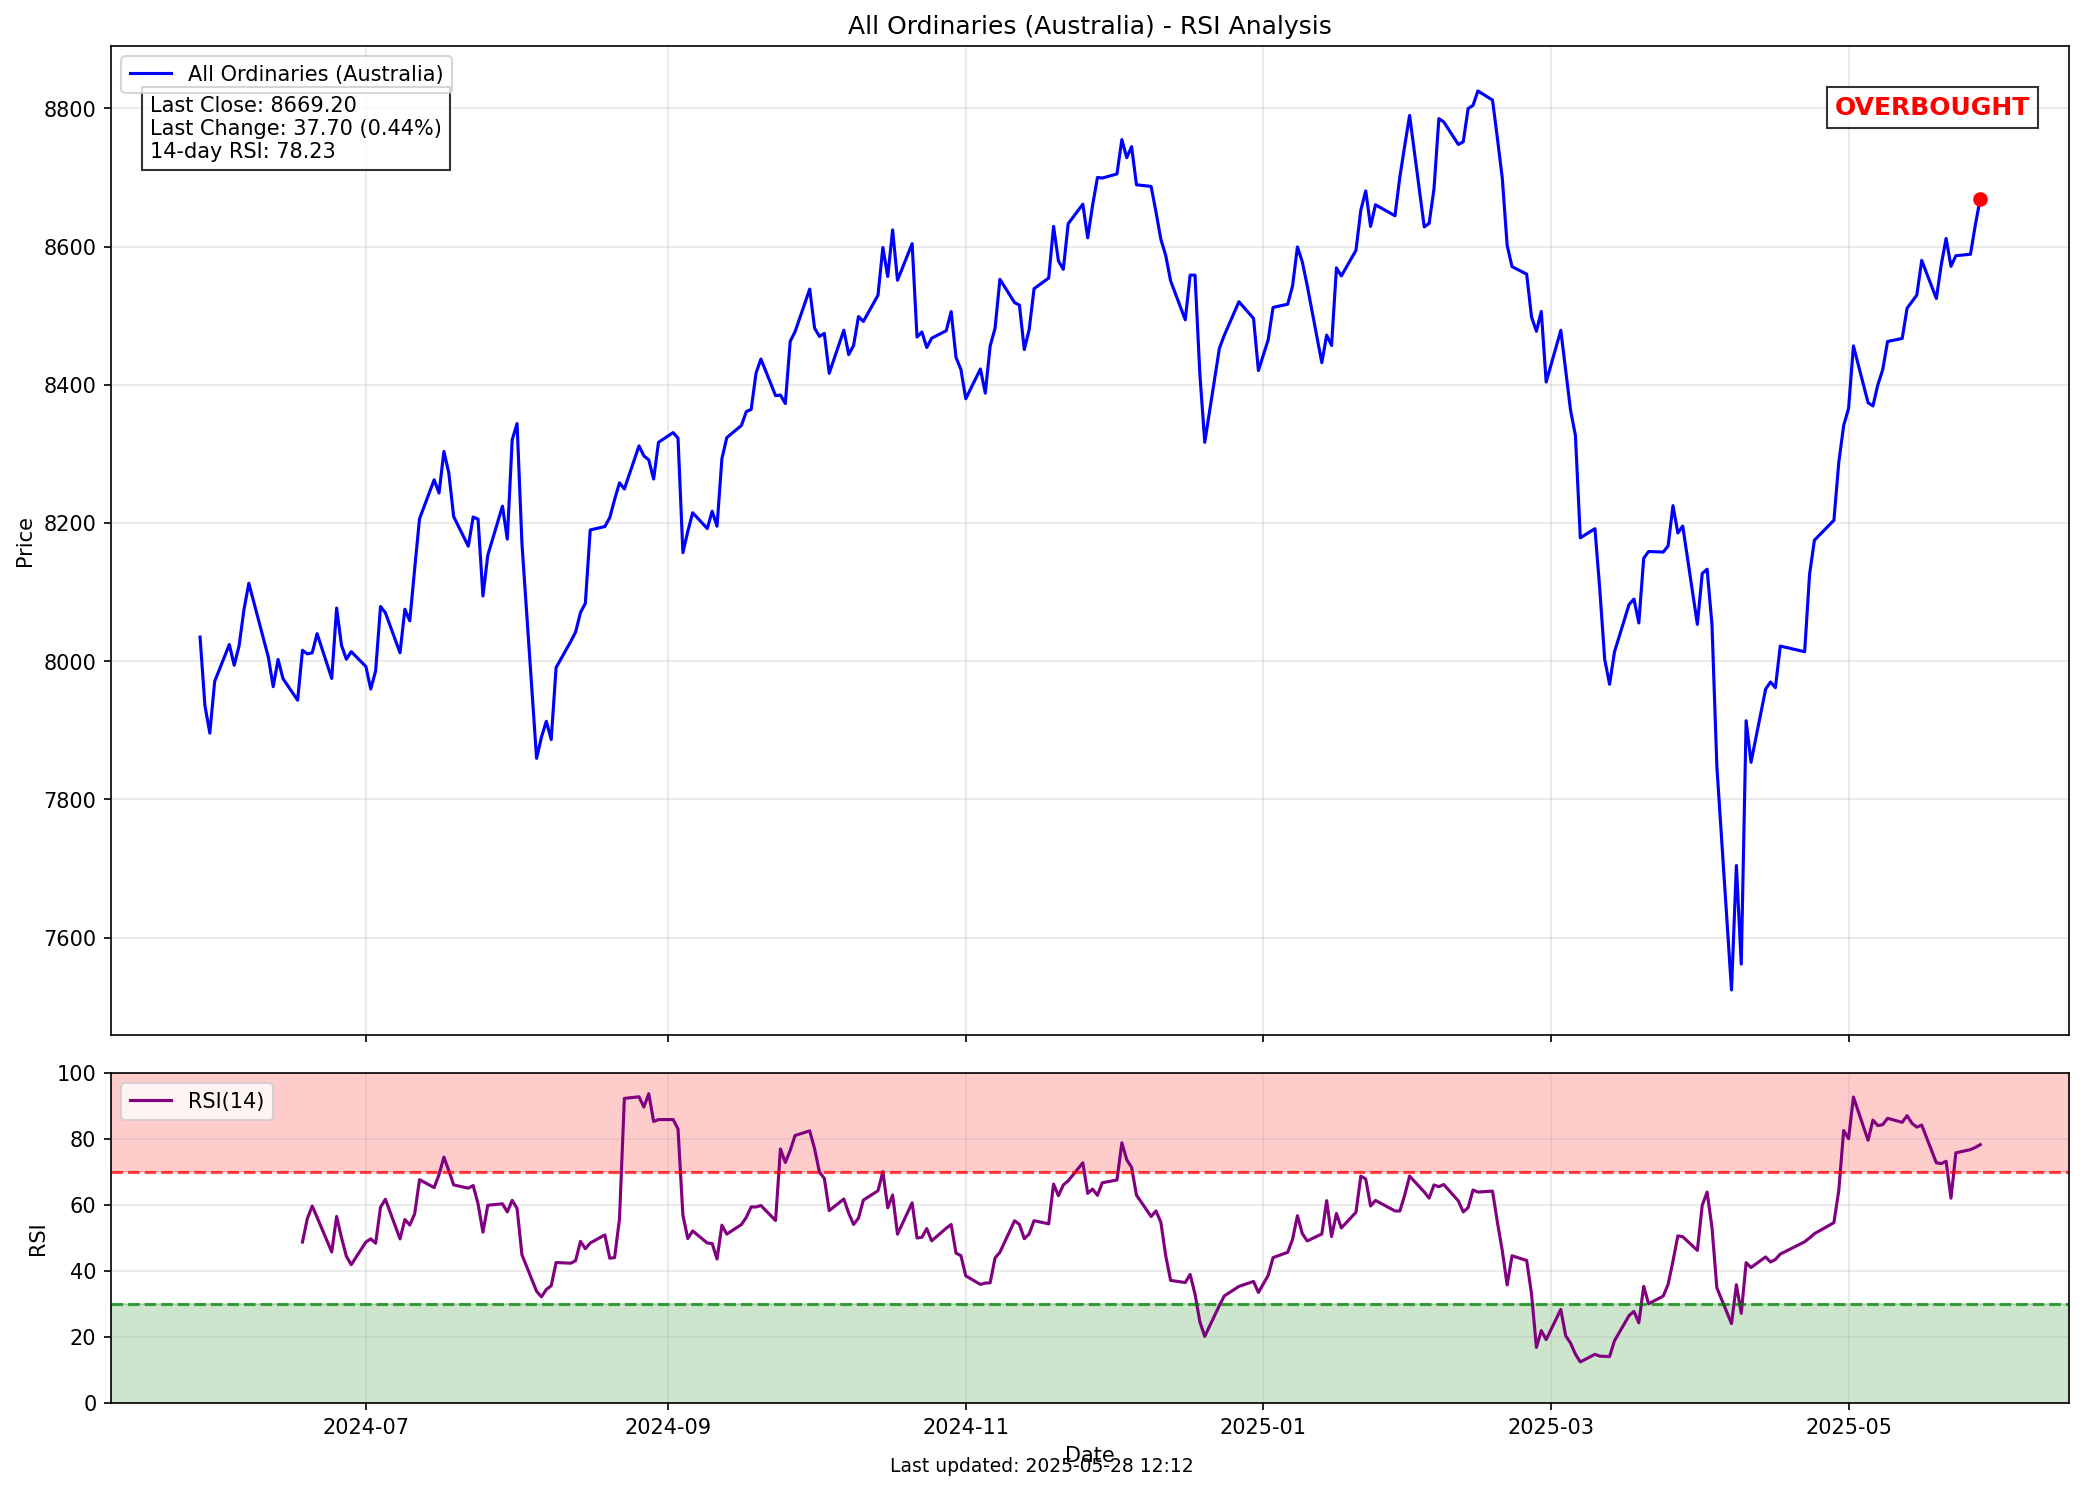 All Ordinaries (Australia) - RSI Analysis
All Ordinaries (Australia)
Last Close: 8669.20
Last Change: 37.70 (0.44%)
14-day RSI: 78.23
OVERBOUGHT
Price
8800
8600
8400
8200
8000
7800
7600
RSI(14)
RSI
100
80
60
40
20
0
2024-07
2024-09
2024-11
2025-01
2025-03
2025-05
Date
Last updated: 2025-05-28 12:12